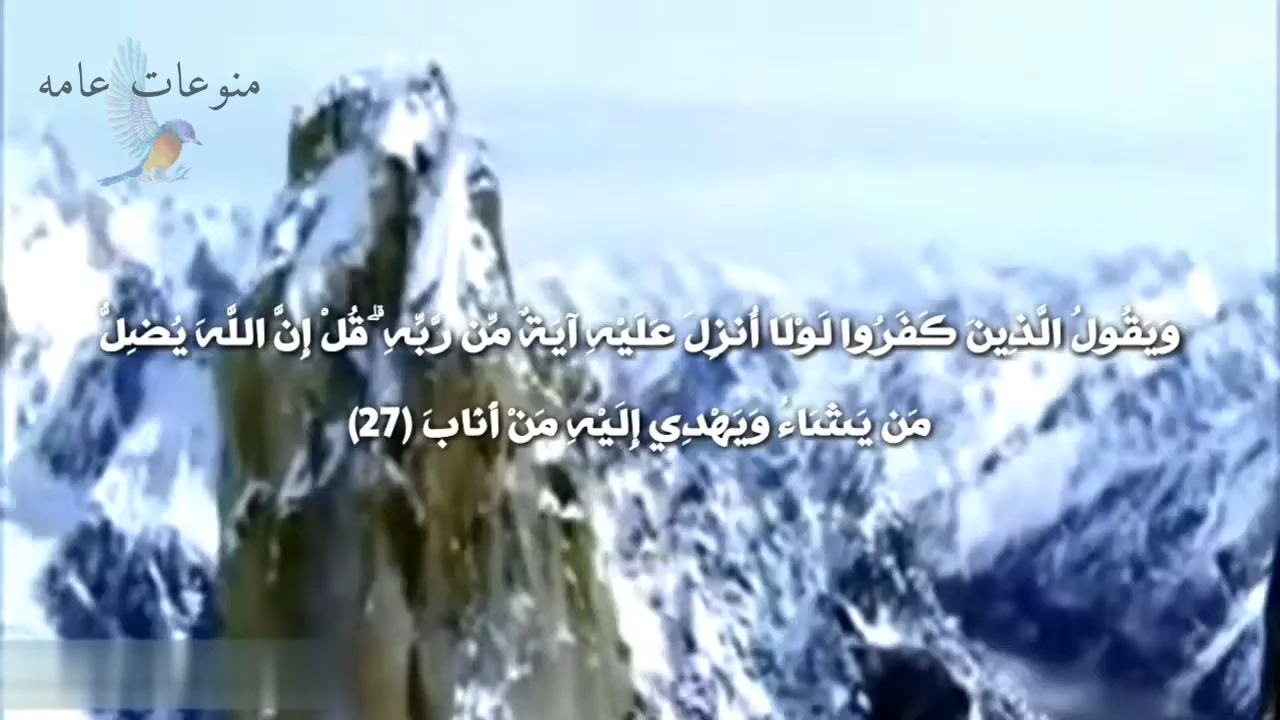 منوعات عامه
وَيَقُولُ الَّذِينَ كَفَرُوا لَوْلَا أُنزِلَ عَلَيْهِ آيَةٌ مِّن رَّبِّهِ ۗ قُلْ إِنَّ اللَّهَ يُضِلُّ
مَن يَشَاءُ وَيَهْدِي إِلَيْهِ مَنْ أَنَابَ (27)